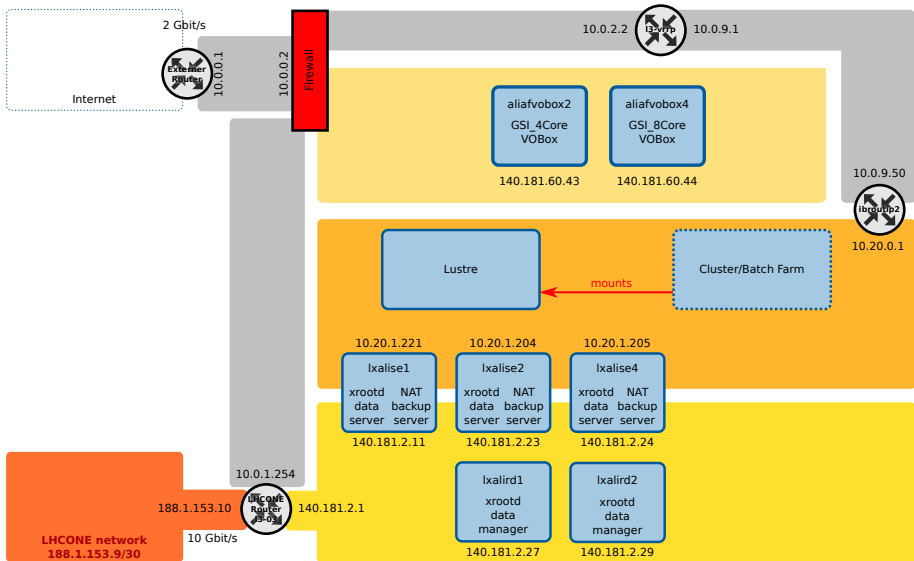 2 Gbit/s
Internet
Externer
Router
10.0.0.1
10.0.0.2
Firewall
10.0.2.2
l3-vrrp
10.0.9.1
aliafvobox2
GSI_4Core
VOBox
140.181.60.43
aliafvobox4
GSI_8Core
VOBox
140.181.60.44
10.0.9.50
ibroutip2
10.20.0.1
Lustre
mounts
Cluster/Batch Farm
10.20.1.221
lxalise1
xrootd NAT
data backup
server server
140.181.2.11
10.20.1.204
lxalise2
xrootd NAT
data backup
server server
140.181.2.23
10.20.1.205
lxalise4
xrootd NAT
data backup
server server
140.181.2.24
10.0.1.254
188.1.153.10
LHCONE
Router
l3-03
140.181.2.1
10 Gbit/s
LHCONE network
188.1.153.9/30
lxalird1
xrootd
data
manager
140.181.2.27
lxalird2
xrootd
data
manager
140.181.2.29